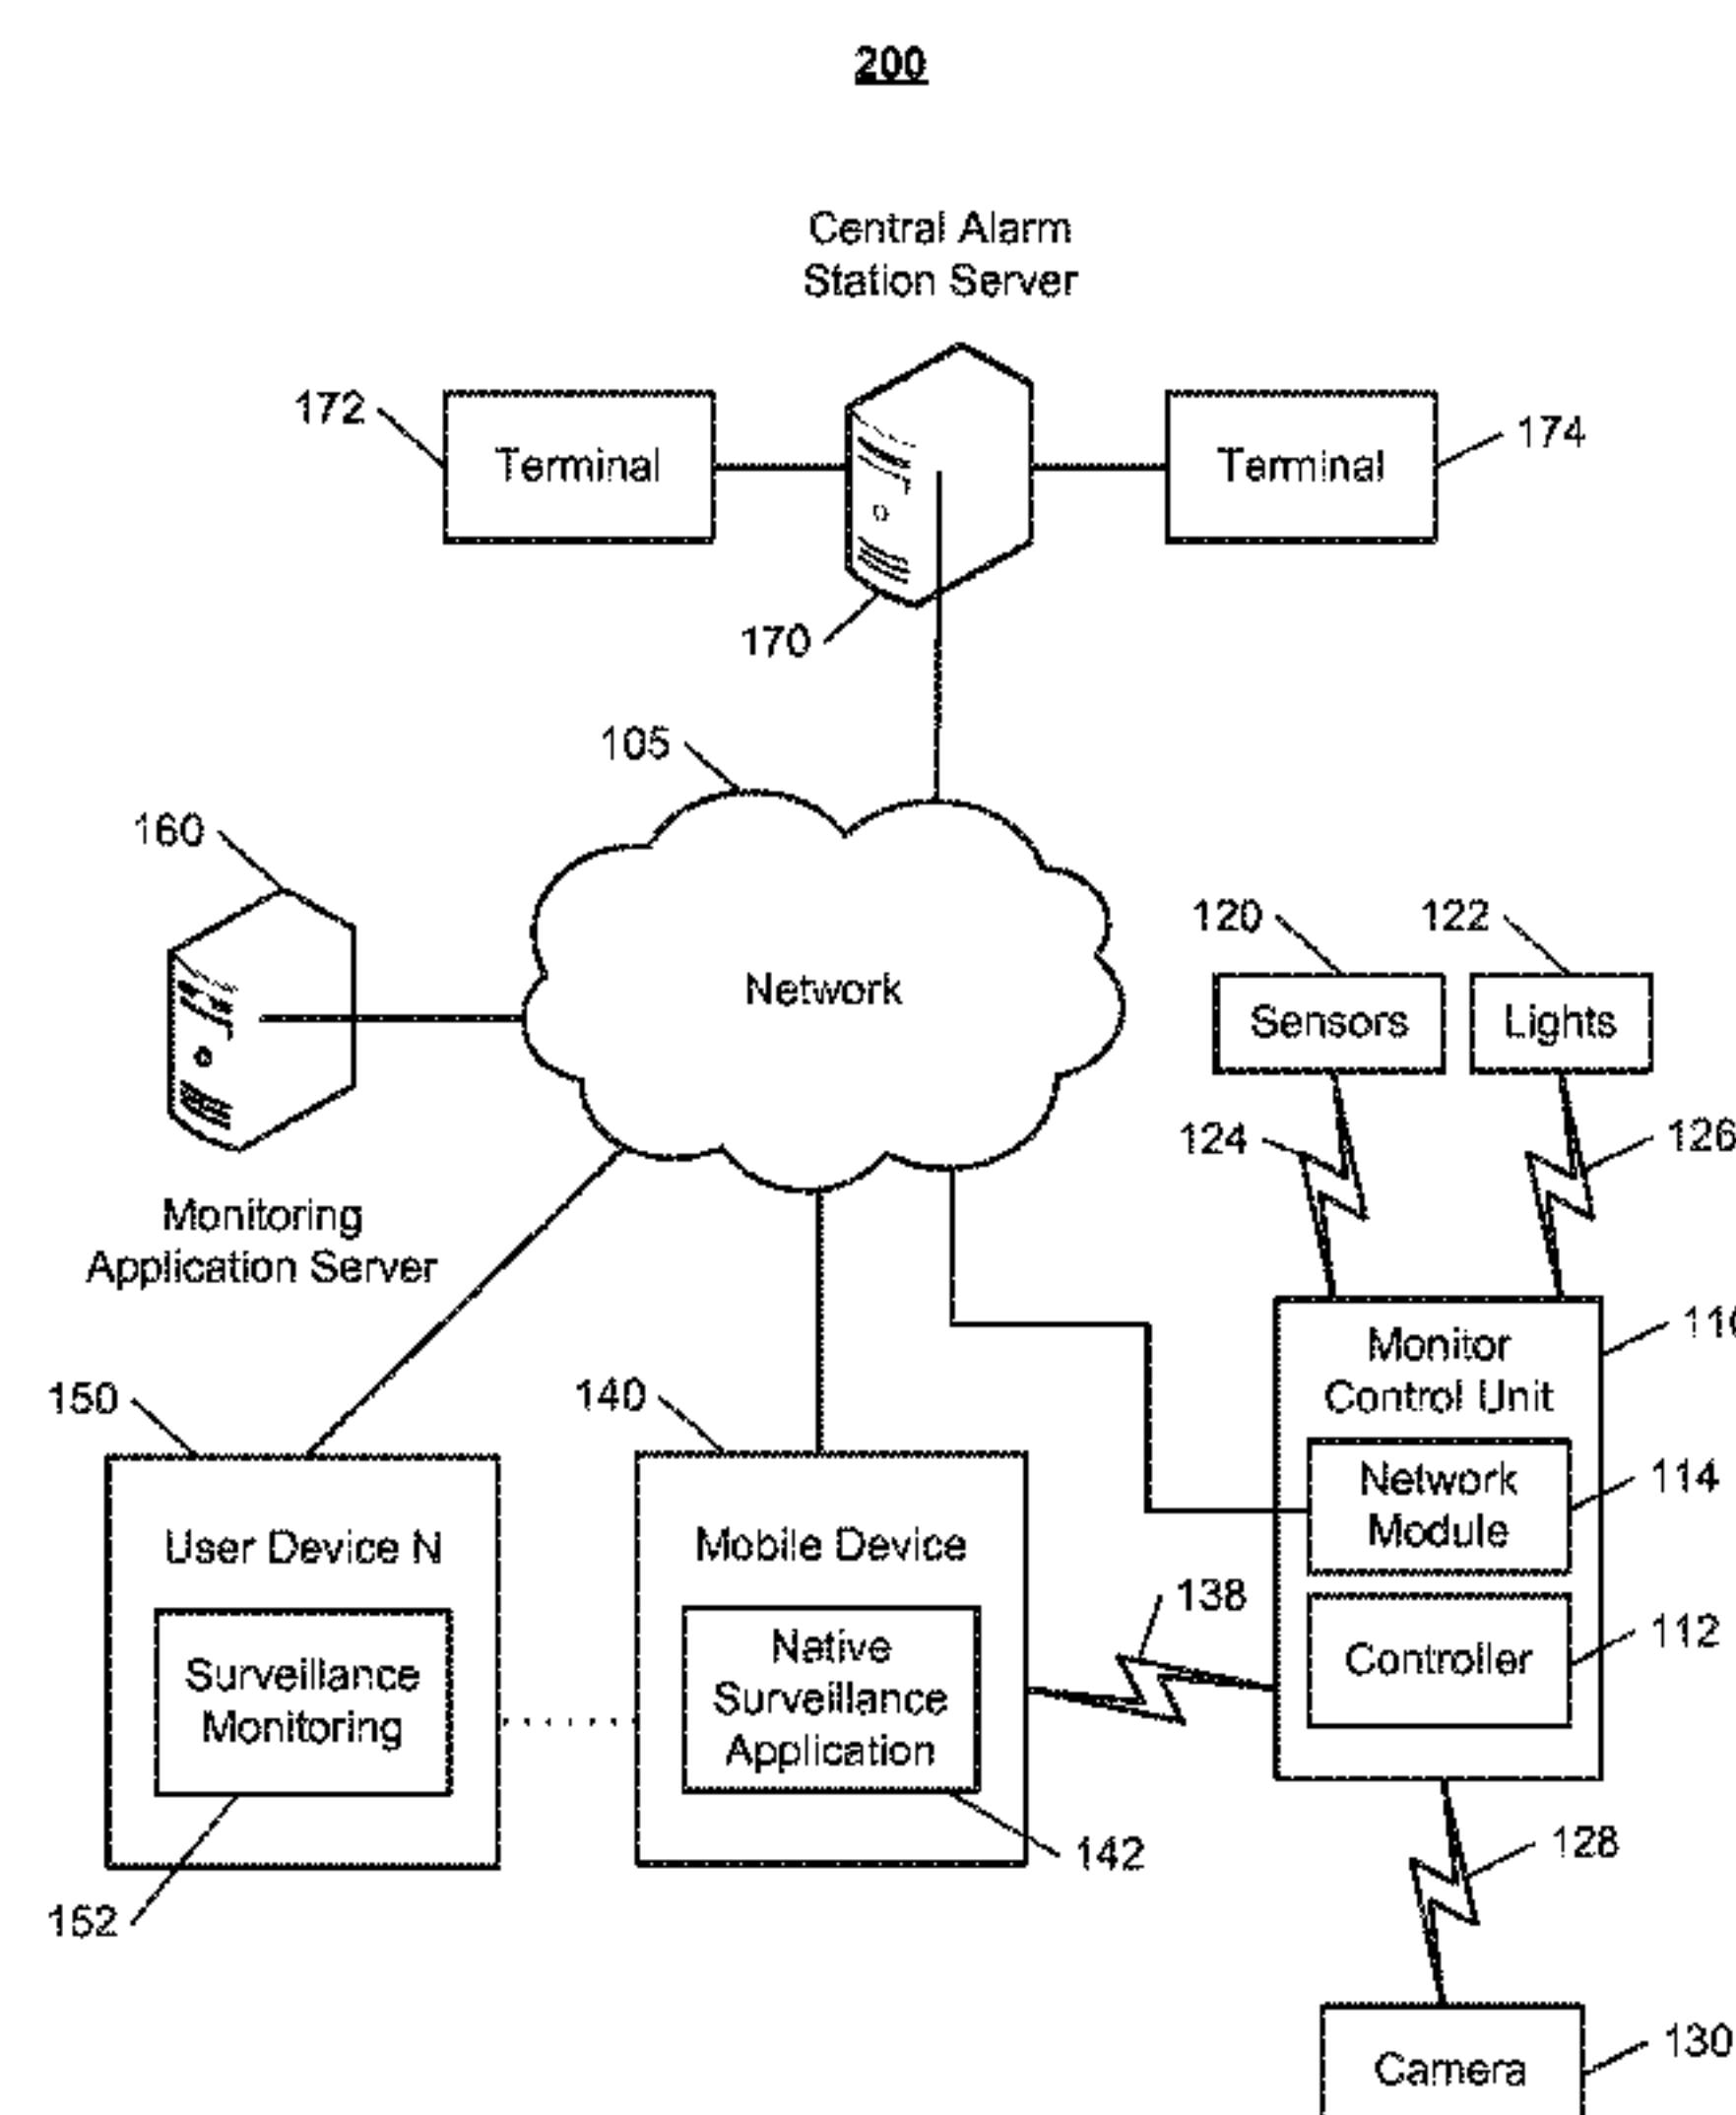 200
Central Alarm
Station Server
172
Terminal
Terminal
174
170
105
160
Network
120
122
Sensors
Lights
124
126
Monitoring
Application Server
Monitor
Control Unit
150
140
Network
Module
114
User Device N
Mobile Device
138
Controller
112
Surveillance
Monitoring
Native
Surveillance
Application
142
128
152
Camera
130